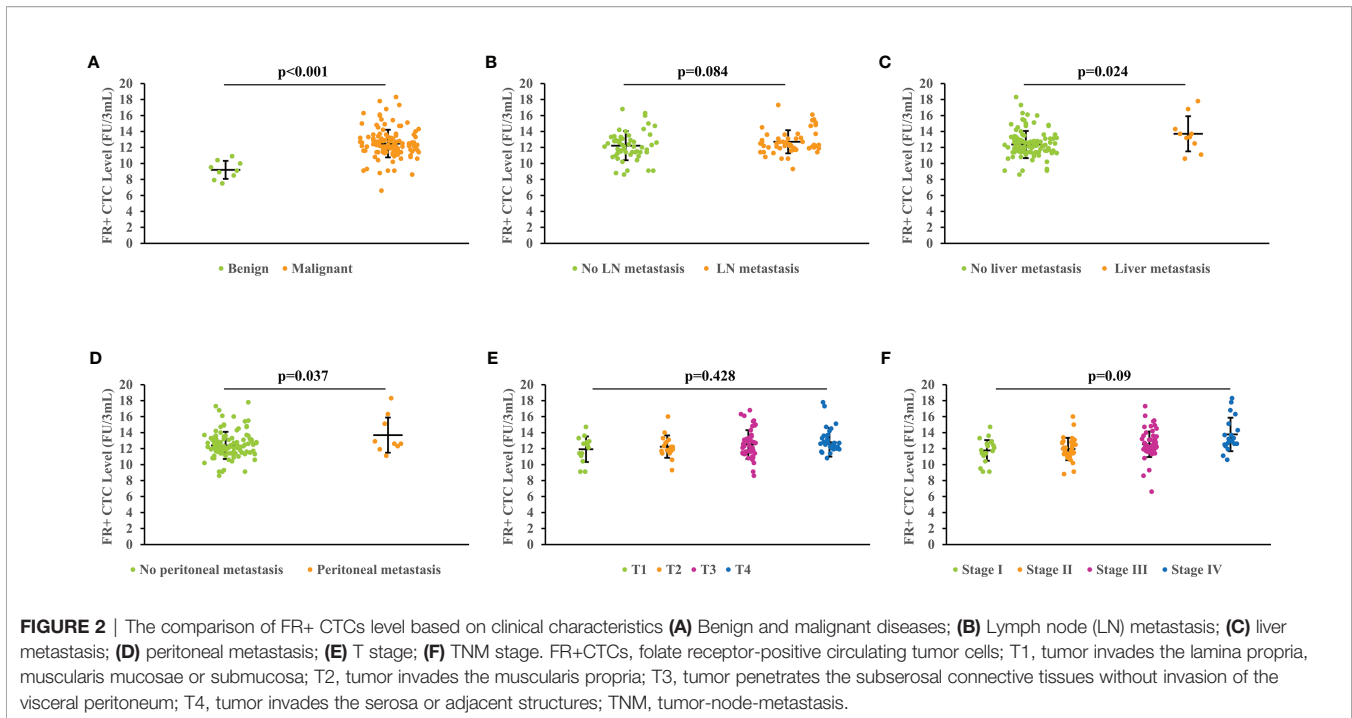 A
p<0.001
FR+ CTC Level (FU/3mL)
20
18
16
14
12
10
8
6
4
2
0
Benign Malignant
B
p=0.084
FR+ CTC Level (FU/3mL)
20
18
16
14
12
10
8
6
4
2
0
No LN metastasis LN metastasis
C
p=0.024
FR+ CTC Level (FU/3mL)
20
18
16
14
12
10
8
6
4
2
0
No liver metastasis Liver metastasis
D
p=0.037
FR+ CTC Level (FU/3mL)
20
18
16
14
12
10
8
6
4
2
0
No peritoneal metastasis Peritoneal metastasis
E
p=0.428
FR+ CTC Level (FU/3mL)
20
18
16
14
12
10
8
6
4
2
0
T1 T2 T3 T4
F
p=0.09
FR+ CTC Level (FU/3mL)
20
18
16
14
12
10
8
6
4
2
0
Stage I Stage II Stage III Stage IV
FIGURE 2 | The comparison of FR+ CTCs level based on clinical characteristics (A) Benign and malignant diseases; (B) Lymph node (LN) metastasis; (C) liver
metastasis; (D) peritoneal metastasis; (E) T stage; (F) TNM stage. FR+CTCs, folate receptor-positive circulating tumor cells; T1, tumor invades the lamina propria,
muscularis mucosae or submucosa; T2, tumor invades the muscularis propria; T3, tumor penetrates the subserosal connective tissues without invasion of the
visceral peritoneum; T4, tumor invades the serosa or adjacent structures; TNM, tumor-node-metastasis.